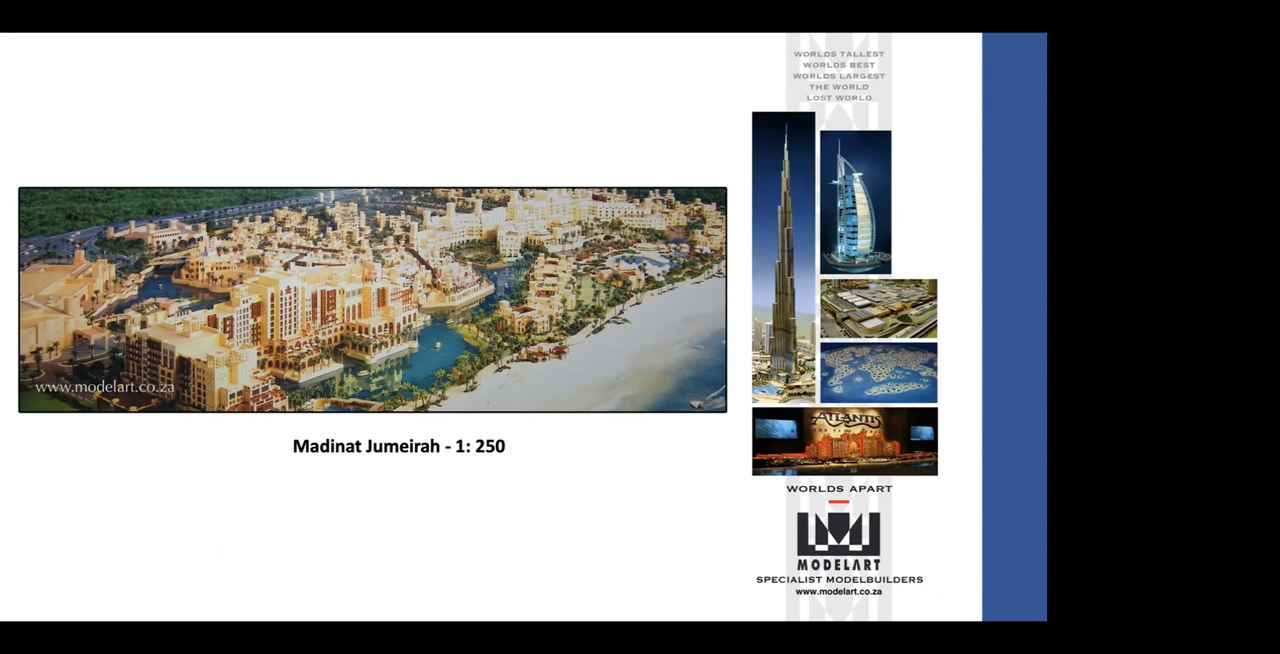 www.modelart.co.za
Madinat Jumeirah - 1: 250
WORLDS TALLEST
WORLDS BEST
WORLDS LARGEST
THE WORLD
LOST WORLD
ATLANTIS
WORLDS APART
MODELART
SPECIALIST MODELBUILDERS
www.modelart.co.za